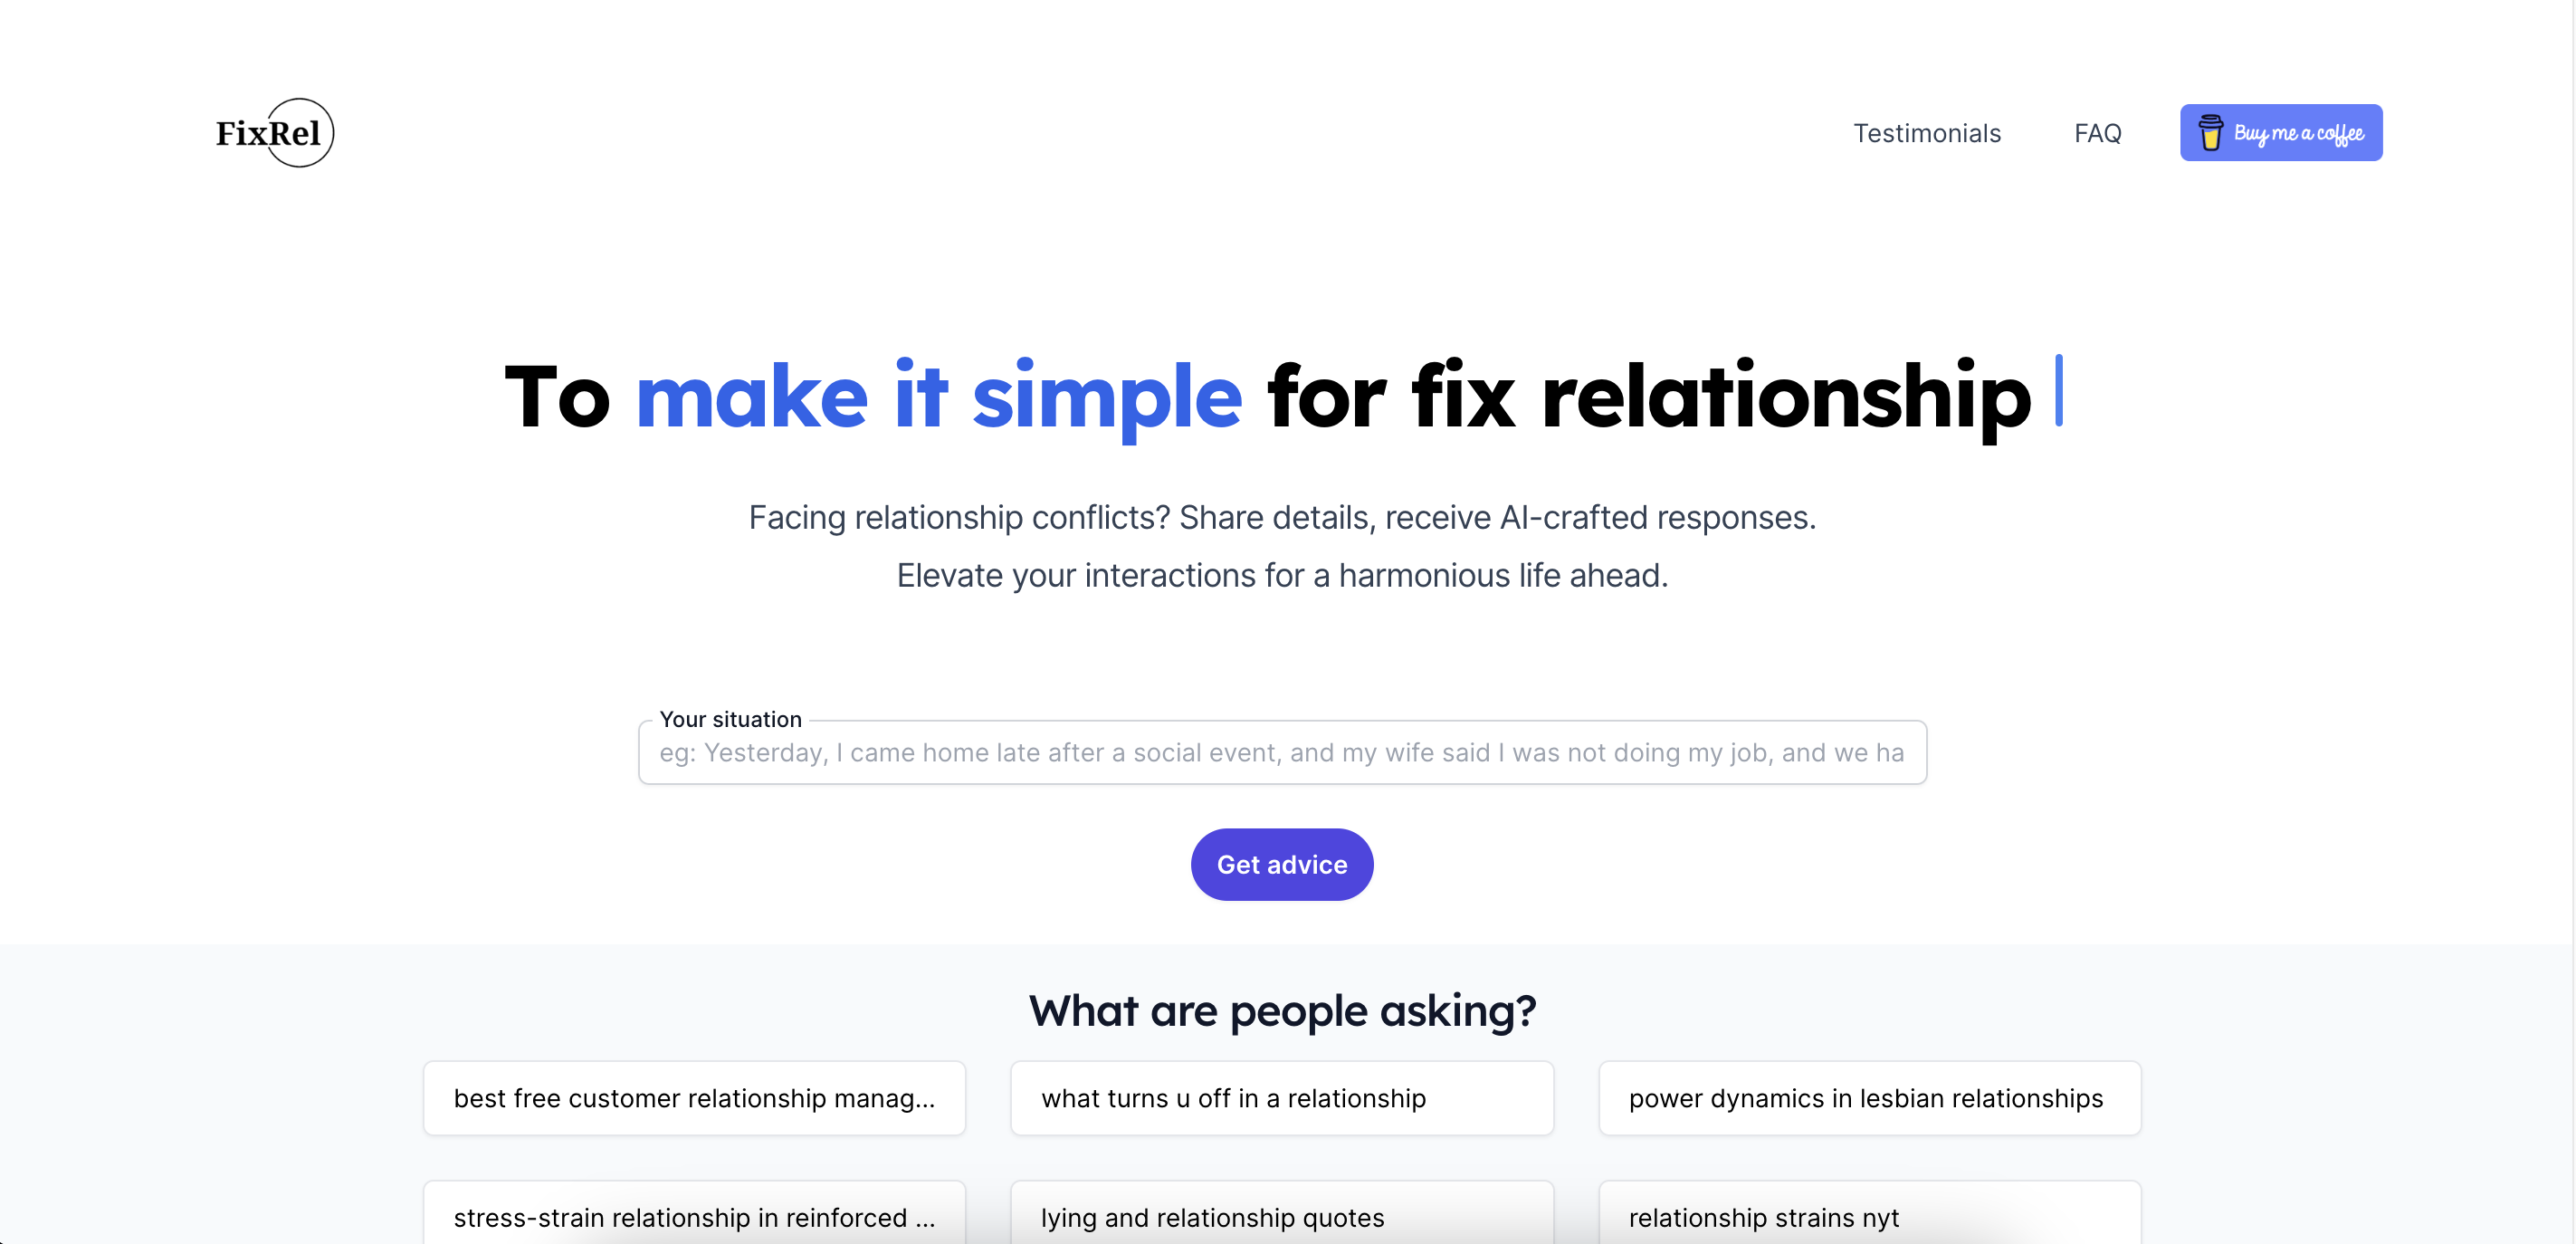 FixRel
Testimonials
FAQ
Buy me a coffee
To make it simple for fix relationship
Facing relationship conflicts? Share details, receive AI-crafted responses.
Elevate your interactions for a harmonious life ahead.
Your situation
eg: Yesterday, I came home late after a social event, and my wife said I was not doing my job, and we ha
Get advice
What are people asking?
best free customer relationship manag...
what turns u off in a relationship
power dynamics in lesbian relationships
stress-strain relationship in reinforced ...
lying and relationship quotes
relationship strains nyt